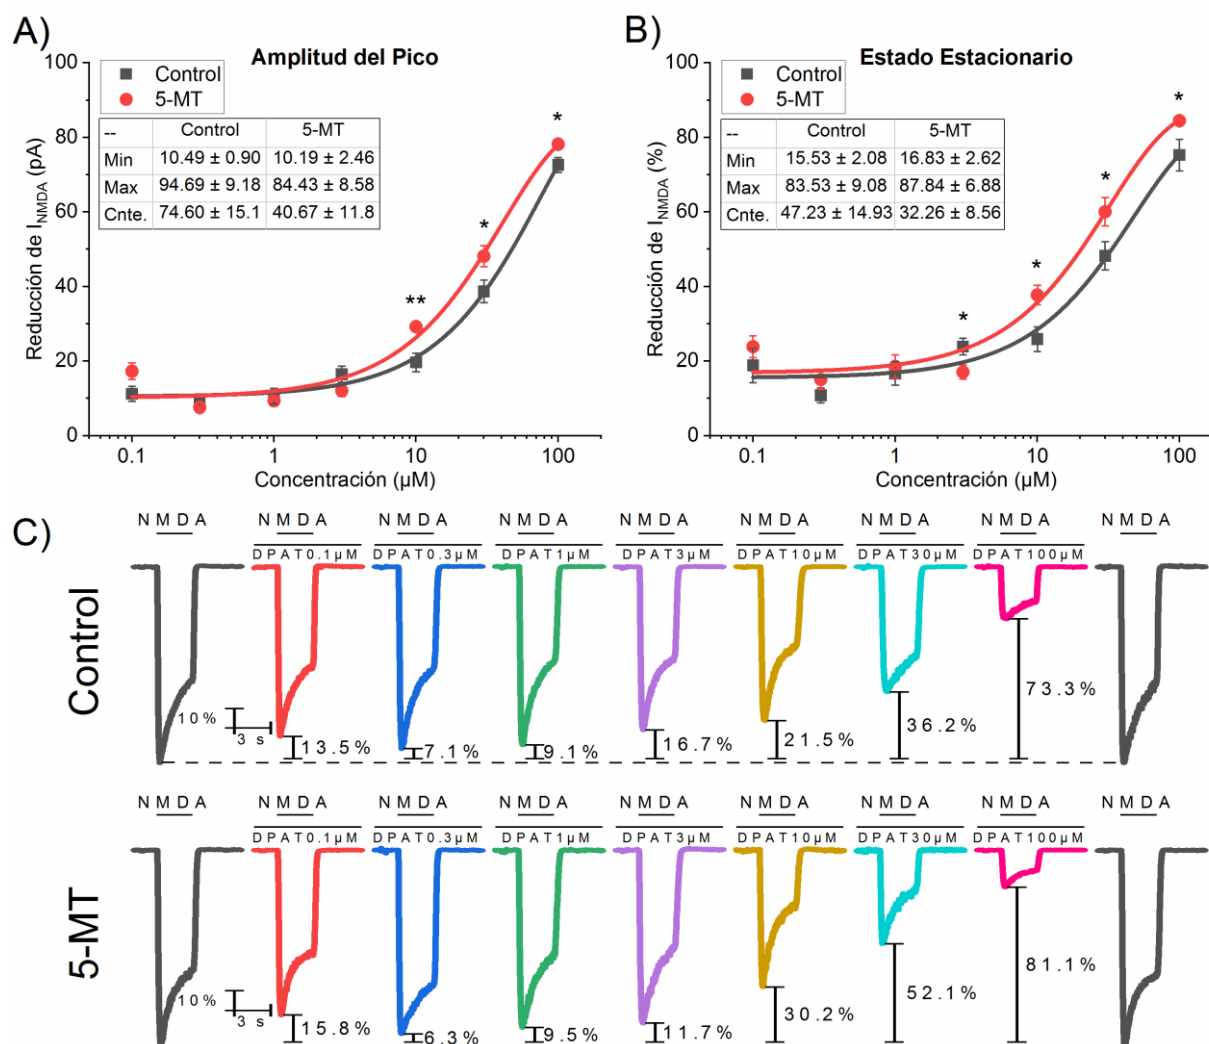 A)
Amplitud del Pico
Control
5-MT
-- Control 5-MT
Min 10.49 ± 0.90 10.19 ± 2.46
Max 94.69 ± 9.18 84.43 ± 8.58
Cnte. 74.60 ± 15.1 40.67 ± 11.8
Reducción de I_NMDA (pA)
100
80
60
40
20
0
*
*
**
0.1 1 10 100
Concentración (µM)
B)
Estado Estacionario
Control
5-MT
-- Control 5-MT
Min 15.53 ± 2.08 16.83 ± 2.62
Max 83.53 ± 9.08 87.84 ± 6.88
Cnte. 47.23 ± 14.93 32.26 ± 8.56
Reducción de I_NMDA (%)
100
80
60
40
20
0
*
*
*
*
0.1 1 10 100
Concentración (µM)
C)
NMDA NMDA NMDA NMDA NMDA NMDA NMDA NMDA NMDA
DPAT0.1µM DPAT0.3µM DPAT1µM DPAT3µM DPAT10µM DPAT30µM DPAT100µM
Control
10%
3 s
13.5% 7.1% 9.1% 16.7% 21.5% 36.2% 73.3%
NMDA NMDA NMDA NMDA NMDA NMDA NMDA NMDA NMDA
DPAT0.1µM DPAT0.3µM DPAT1µM DPAT3µM DPAT10µM DPAT30µM DPAT100µM
5-MT
10%
3 s
15.8% 6.3% 9.5% 11.7% 30.2% 52.1% 81.1%